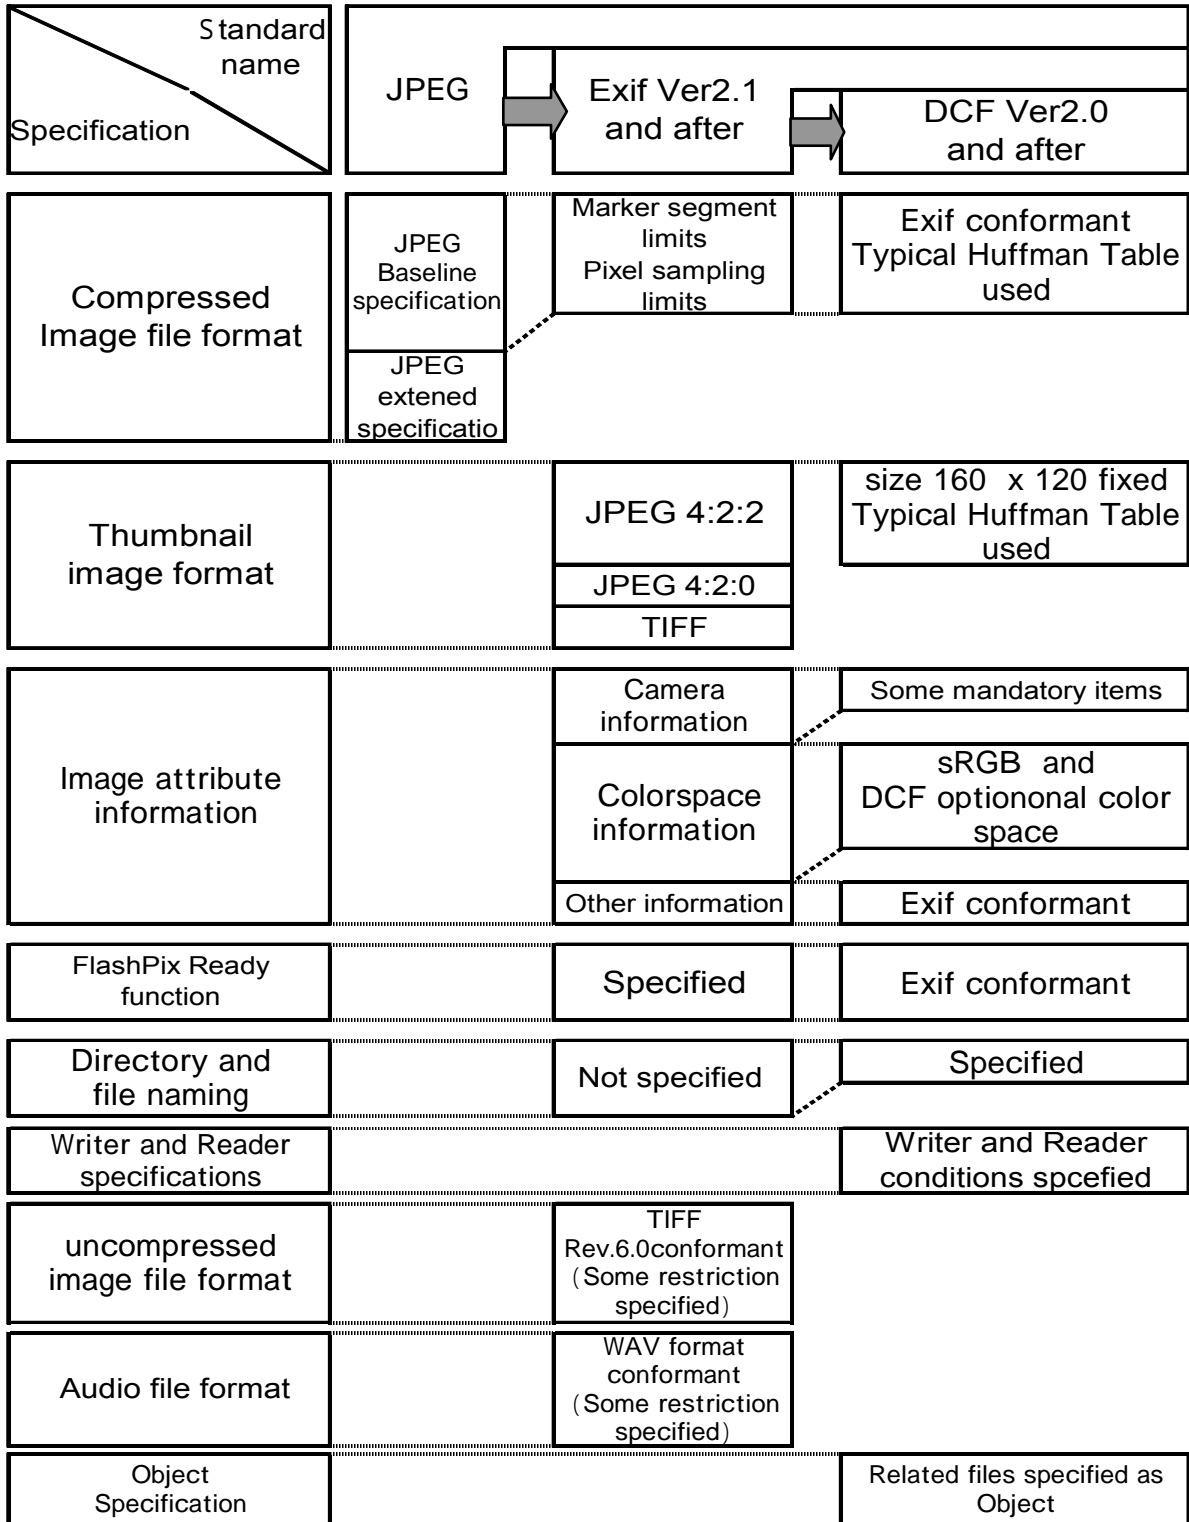 Standard
name
Specification
JPEG
Exif Ver2.1
and after
DCF Ver2.0
and after
Compressed
Image file format
JPEG
Baseline
specification
JPEG
extened
specificatio
Marker segment
limits
Pixel sampling
limits
Exif conformant
Typical Huffman Table
used
Thumbnail
image format
JPEG 4:2:2
JPEG 4:2:0
TIFF
size 160 x 120 fixed
Typical Huffman Table
used
Image attribute
information
Camera
information
Colorspace
information
Other information
Some mandatory items
sRGB and
DCF optiononal color
space
Exif conformant
FlashPix Ready
function
Specified
Exif conformant
Directory and
file naming
Not specified
Specified
Writer and Reader
specifications
Writer and Reader
conditions spcefied
uncompressed
image file format
TIFF
Rev.6.0conformant
(Some restriction
specified)
Audio file format
WAV format
conformant
(Some restriction
specified)
Object
Specification
Related files specified as
Object